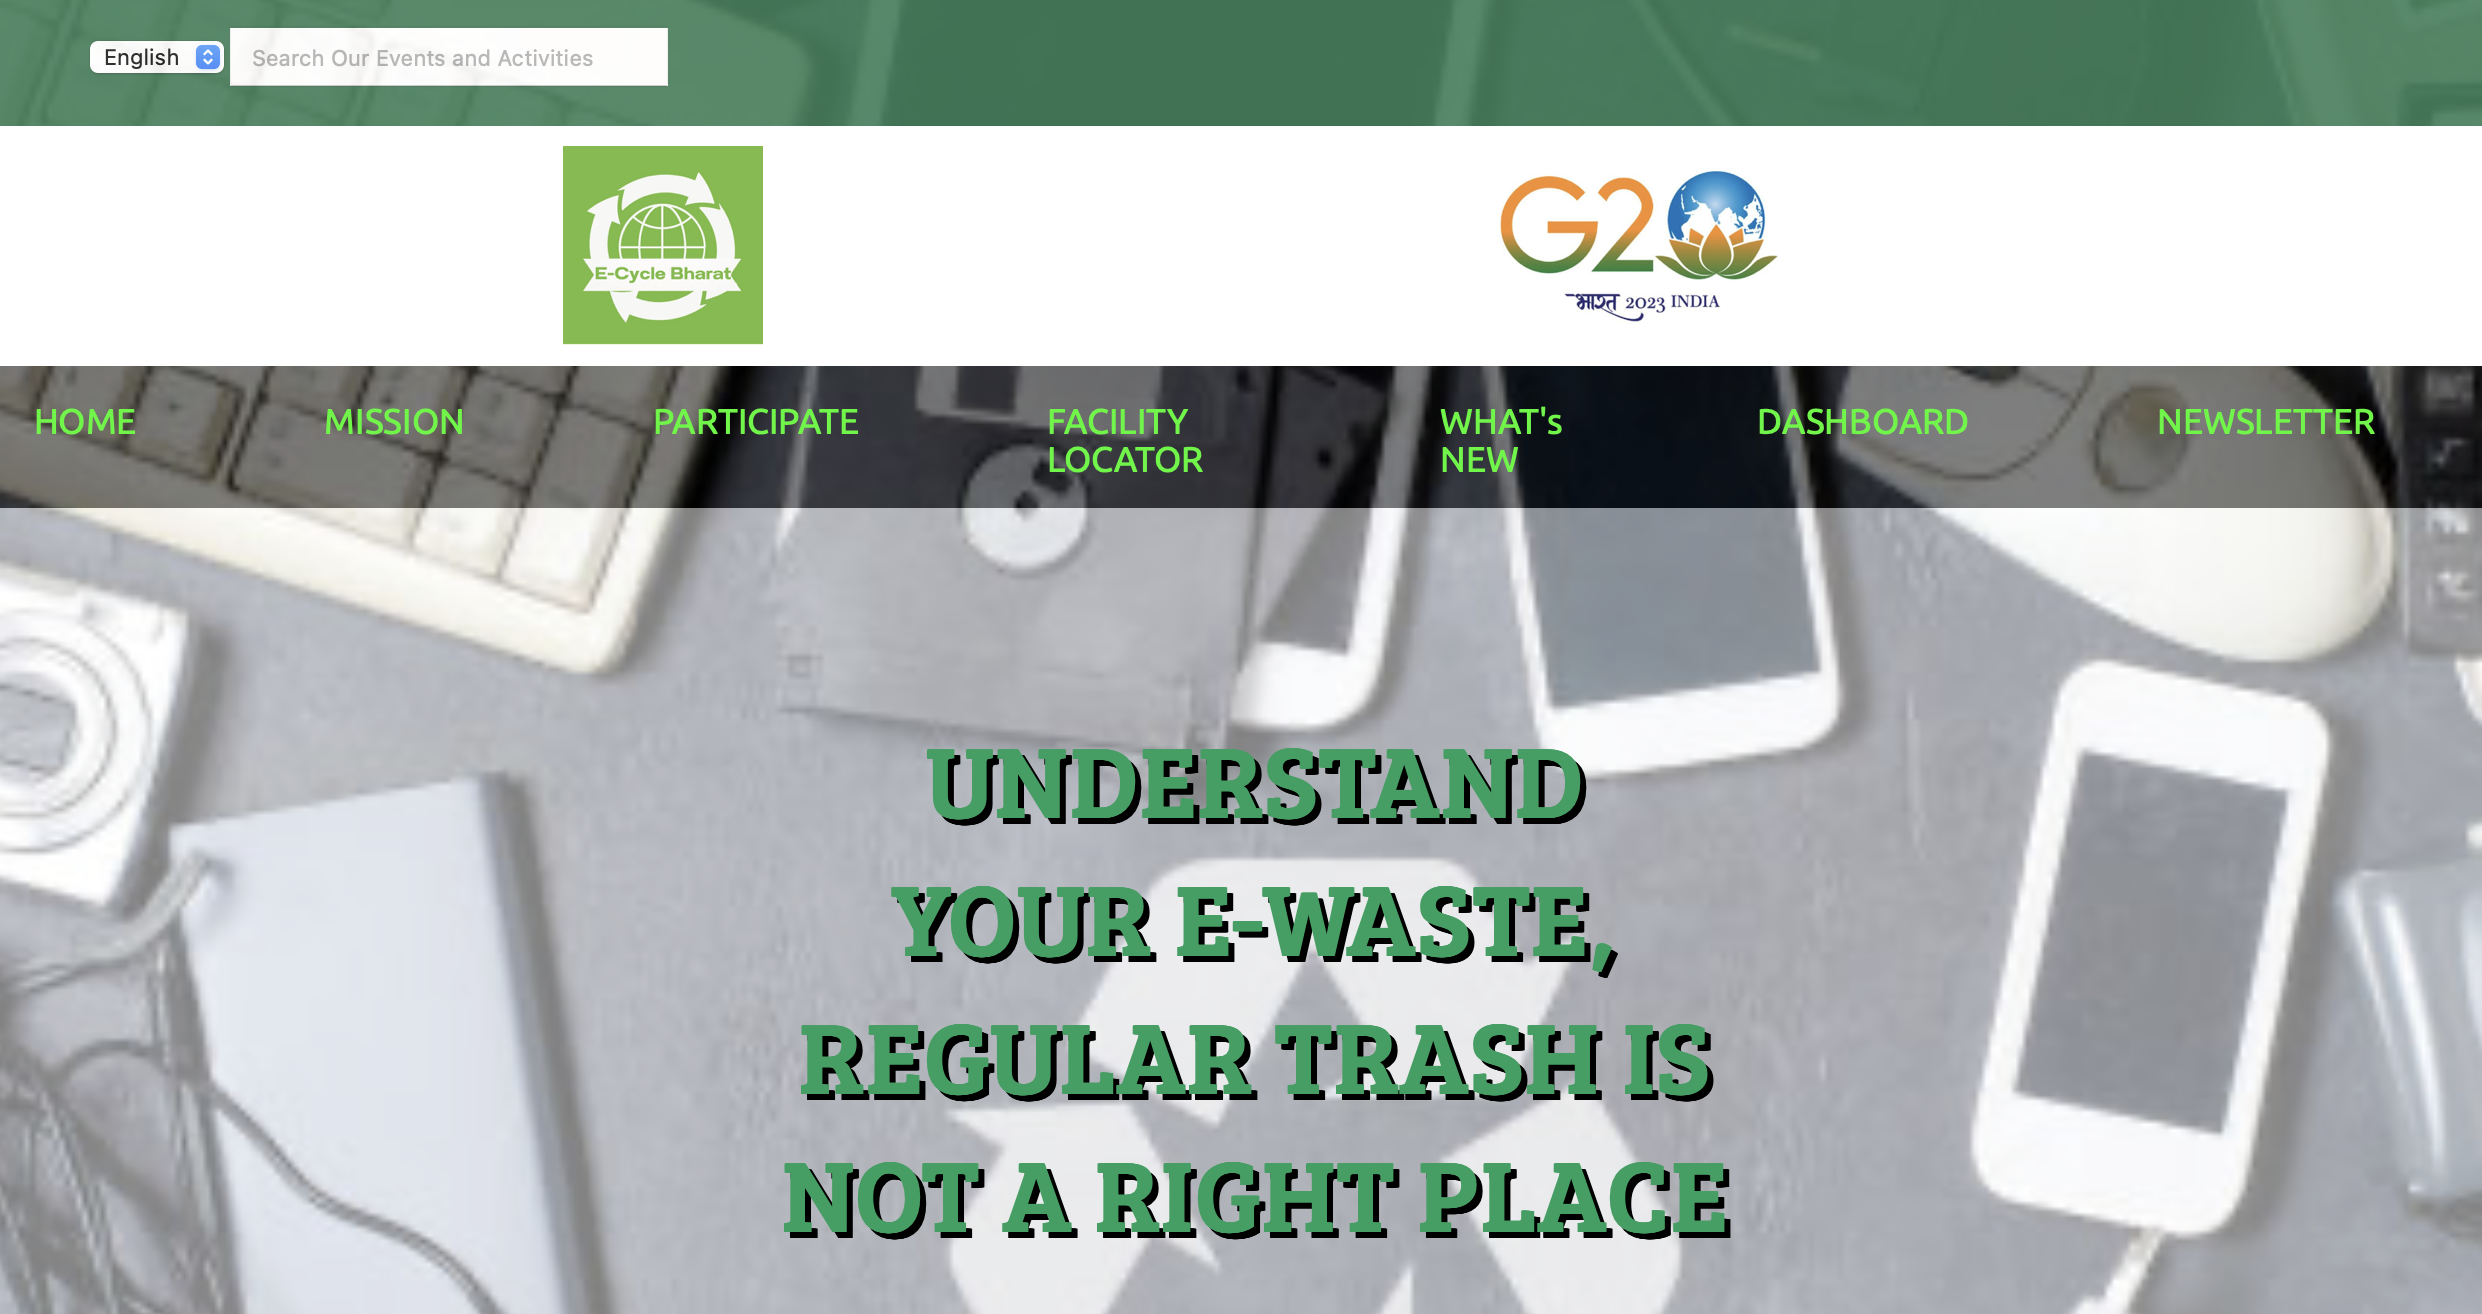 English
Search Our Events and Activities
E-Cycle Bharat
G20
भारत 2023 INDIA
HOME
MISSION
PARTICIPATE
FACILITY
LOCATOR
WHAT's
NEW
DASHBOARD
NEWSLETTER
UNDERSTAND
YOUR E-WASTE,
REGULAR TRASH IS
NOT A RIGHT PLACE